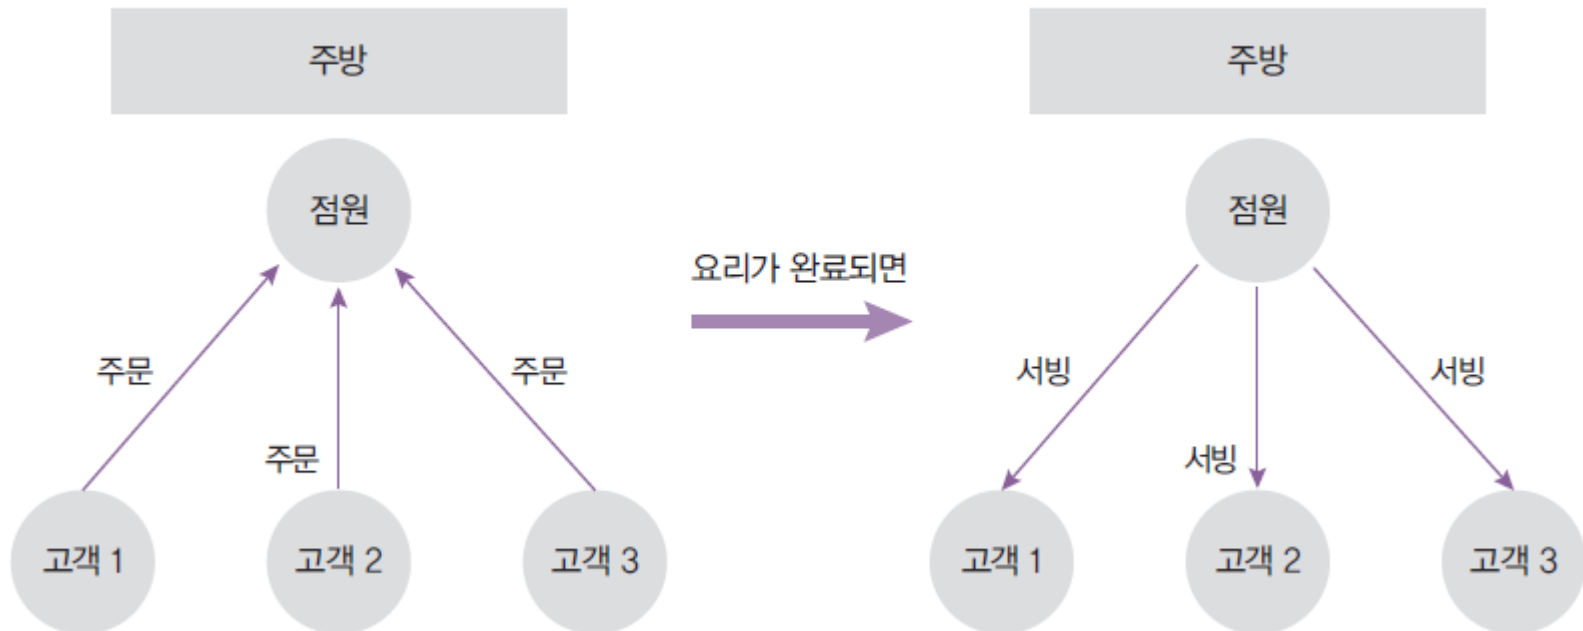 주방
점원
주문
주문
주문
고객 1
고객 2
고객 3
요리가 완료되면
주방
점원
서빙
서빙
서빙
고객 1
고객 2
고객 3